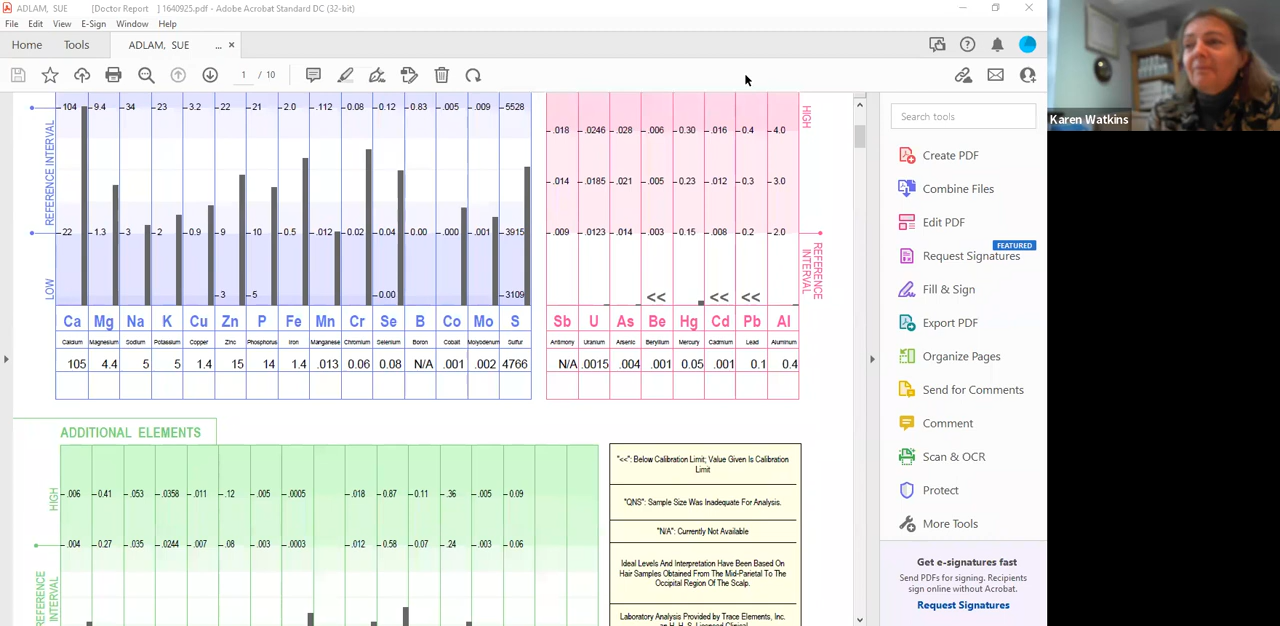 ADLAM, SUE [Doctor Report ] 1640925.pdf - Adobe Acrobat Standard DC (32-bit)
File Edit View E-Sign Window Help
Home Tools ADLAM, SUE ... ×
1 / 10
104 9.4 34 23 3.2 22 21 2.0 .112 0.08 0.12 0.83 .005 .009 5528
REFERENCE INTERVAL
22 1.3 3 2 0.9 9 10 0.5 .012 0.02 0.04 0.00 .000 .001 3915
LOW
3 5 0.00 3109
Ca Mg Na K Cu Zn P Fe Mn Cr Se B Co Mo S
Calcium Magnesium Sodium Potassium Copper Zinc Phosphorus Iron Manganese Chromium Selenium Boron Cobalt Molybdenum Sulfur
105 4.4 5 5 1.4 15 14 1.4 .013 0.06 0.08 N/A .001 .002 4766
HIGH
.018 .0246 .028 .006 0.30 .016 0.4 4.0
.014 .0185 .021 .005 0.23 .012 0.3 3.0
.009 .0123 .014 .003 0.15 .008 0.2 2.0
REFERENCE INTERVAL
<< << <<
Sb U As Be Hg Cd Pb Al
Antimony Uranium Arsenic Beryllium Mercury Cadmium Lead Aluminum
N/A .0015 .004 .001 0.05 .001 0.1 0.4
ADDITIONAL ELEMENTS
HIGH
.006 0.41 .053 .0358 .011 .12 .005 .0005 .018 0.87 0.11 .36 .005 0.09
.004 0.27 .035 .0244 .007 .08 .003 .0003 .012 0.58 0.07 .24 .003 0.06
REFERENCE INTERVAL
"<<": Below Calibration Limit; Value Given Is Calibration
Limit
"QNS": Sample Size Was Inadequate For Analysis.
"N/A": Currently Not Available
Ideal Levels And Interpretation Have Been Based On
Hair Samples Obtained From The Mid-Parietal To The
Occipital Region Of The Scalp.
Laboratory Analysis Provided by Trace Elements, Inc.
an H. H. S. Licensed Clinical
Search tools
Create PDF
Combine Files
Edit PDF
FEATURED
Request Signatures
Fill & Sign
Export PDF
Organize Pages
Send for Comments
Comment
Scan & OCR
Protect
More Tools
Get e-signatures fast
Send PDFs for signing. Recipients
sign online without Acrobat.
Request Signatures
Karen Watkins